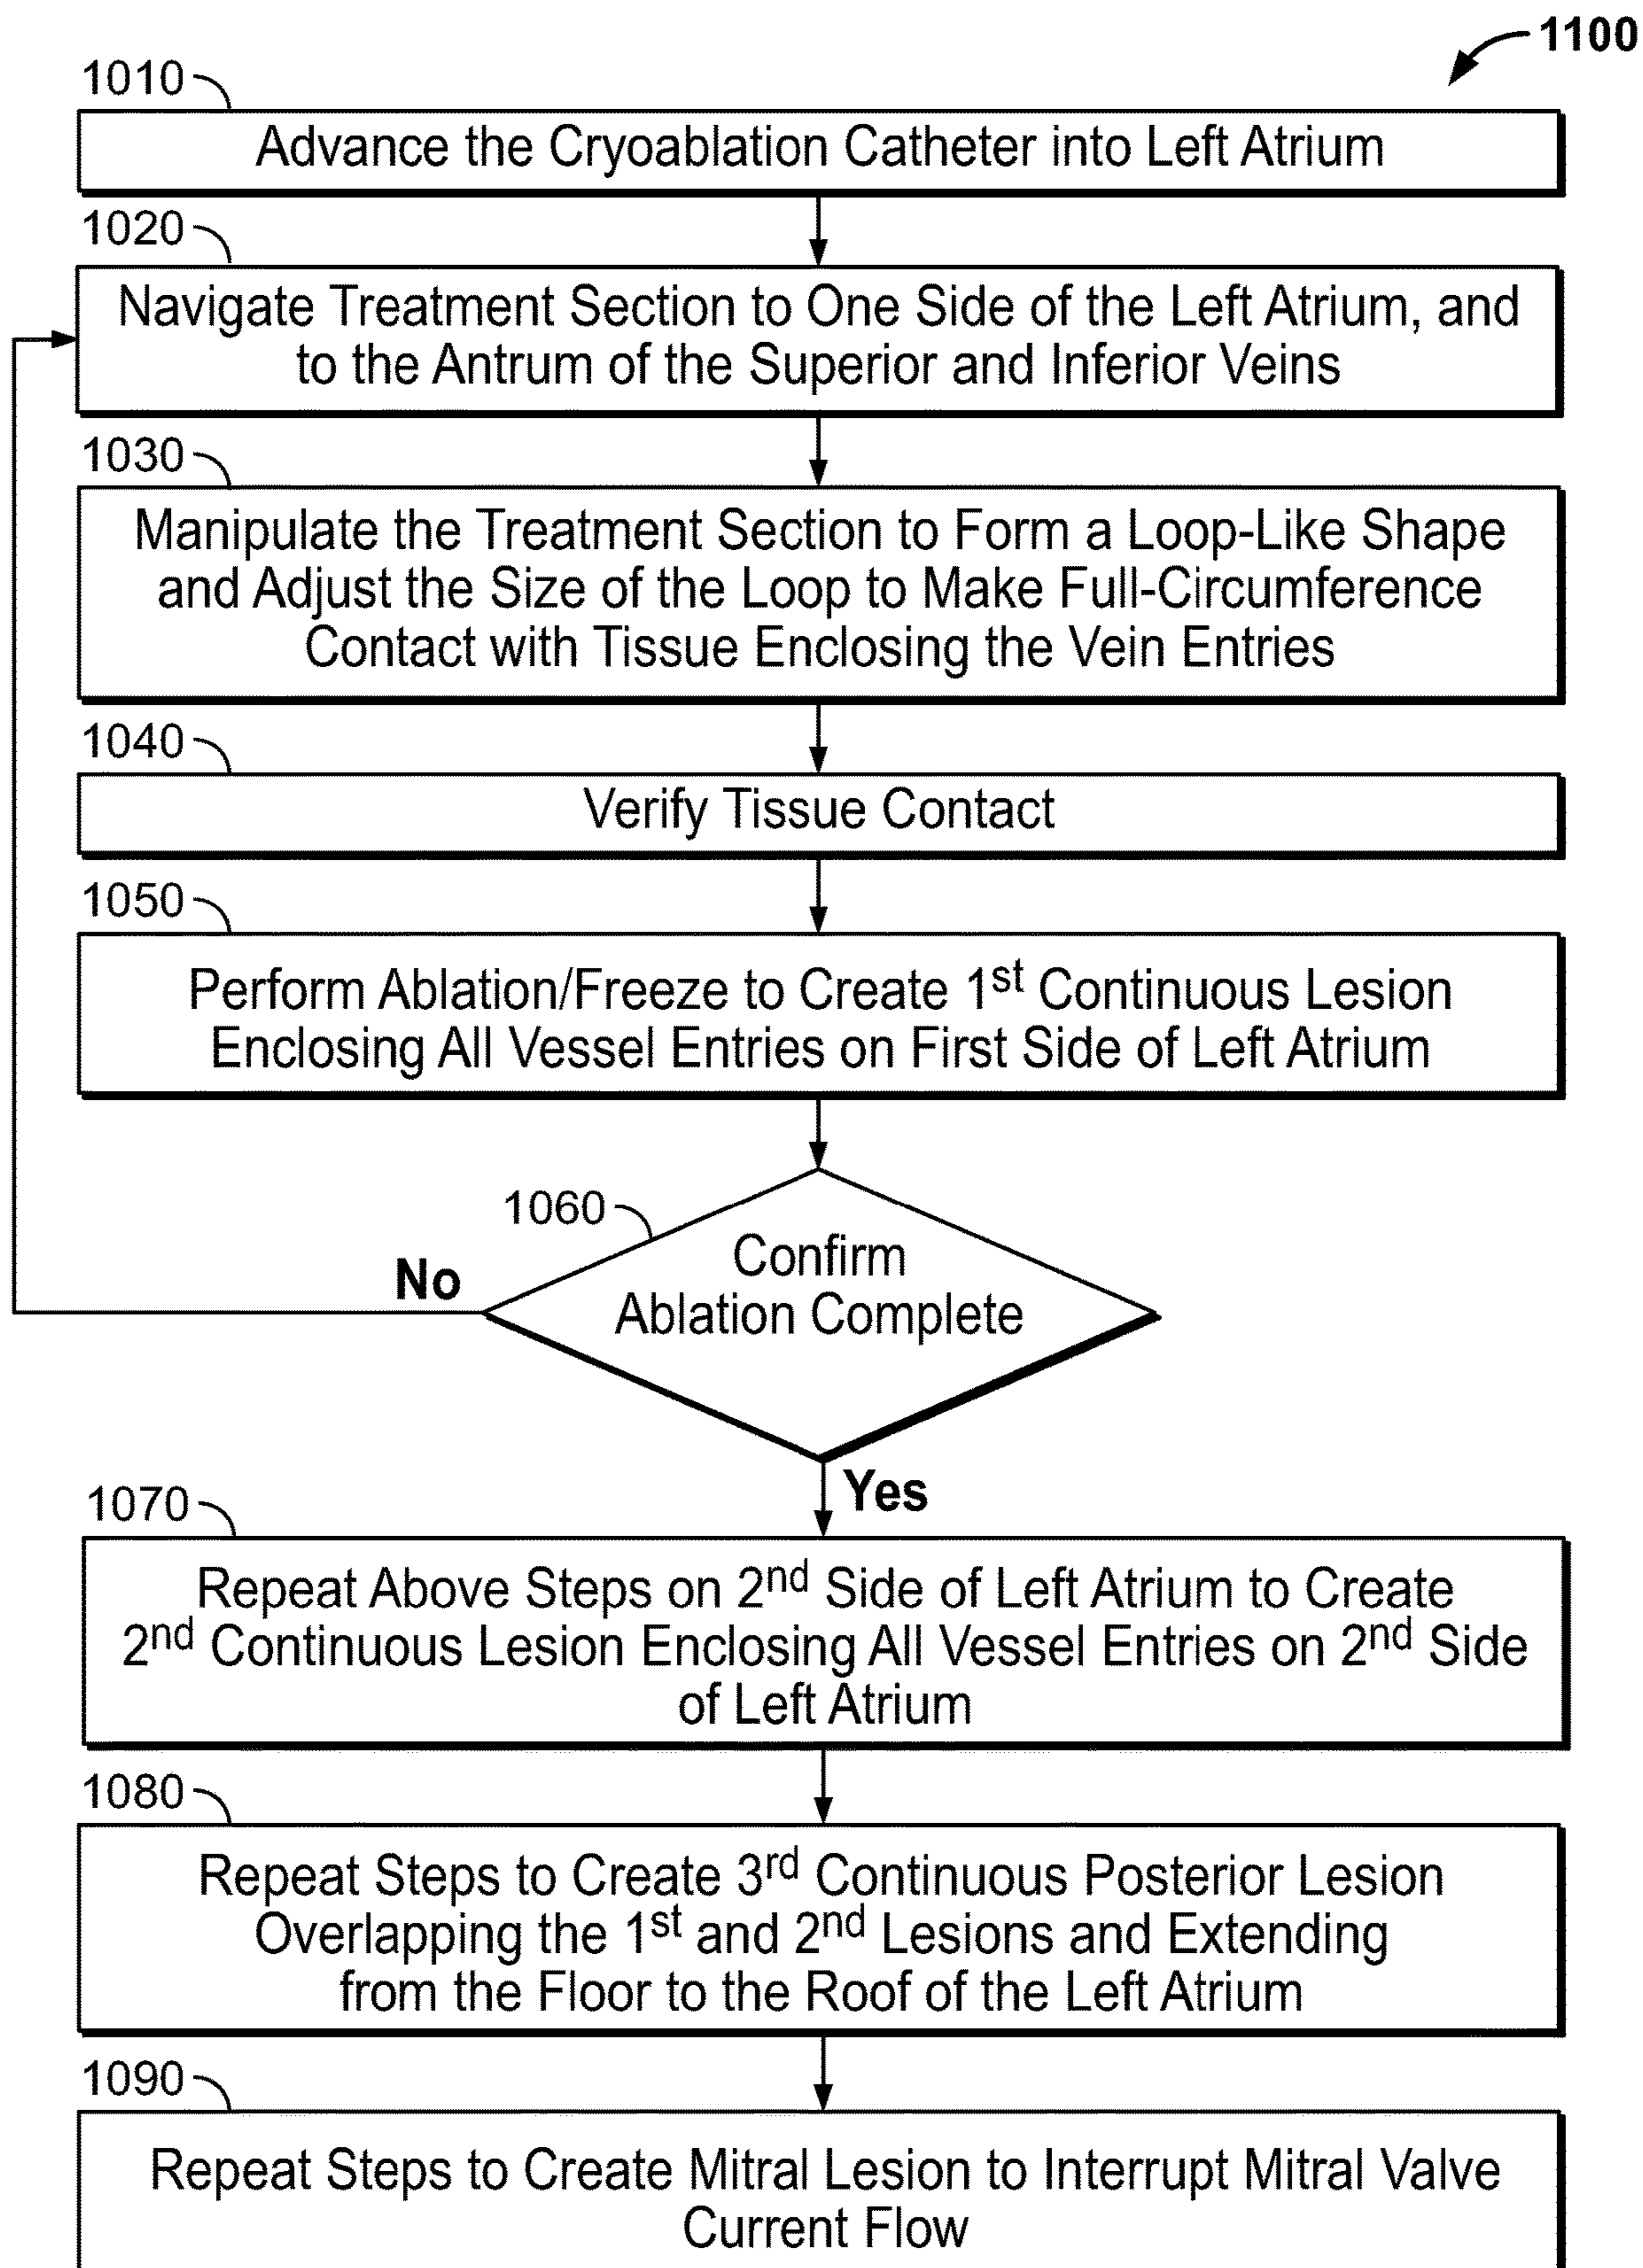 1100
1010
Advance the Cryoablation Catheter into Left Atrium
1020
Navigate Treatment Section to One Side of the Left Atrium, and
to the Antrum of the Superior and Inferior Veins
1030
Manipulate the Treatment Section to Form a Loop-Like Shape
and Adjust the Size of the Loop to Make Full-Circumference
Contact with Tissue Enclosing the Vein Entries
1040
Verify Tissue Contact
1050
Perform Ablation/Freeze to Create 1st Continuous Lesion
Enclosing All Vessel Entries on First Side of Left Atrium
1060
Confirm
Ablation Complete
No
Yes
1070
Repeat Above Steps on 2nd Side of Left Atrium to Create
2nd Continuous Lesion Enclosing All Vessel Entries on 2nd Side
of Left Atrium
1080
Repeat Steps to Create 3rd Continuous Posterior Lesion
Overlapping the 1st and 2nd Lesions and Extending
from the Floor to the Roof of the Left Atrium
1090
Repeat Steps to Create Mitral Lesion to Interrupt Mitral Valve
Current Flow